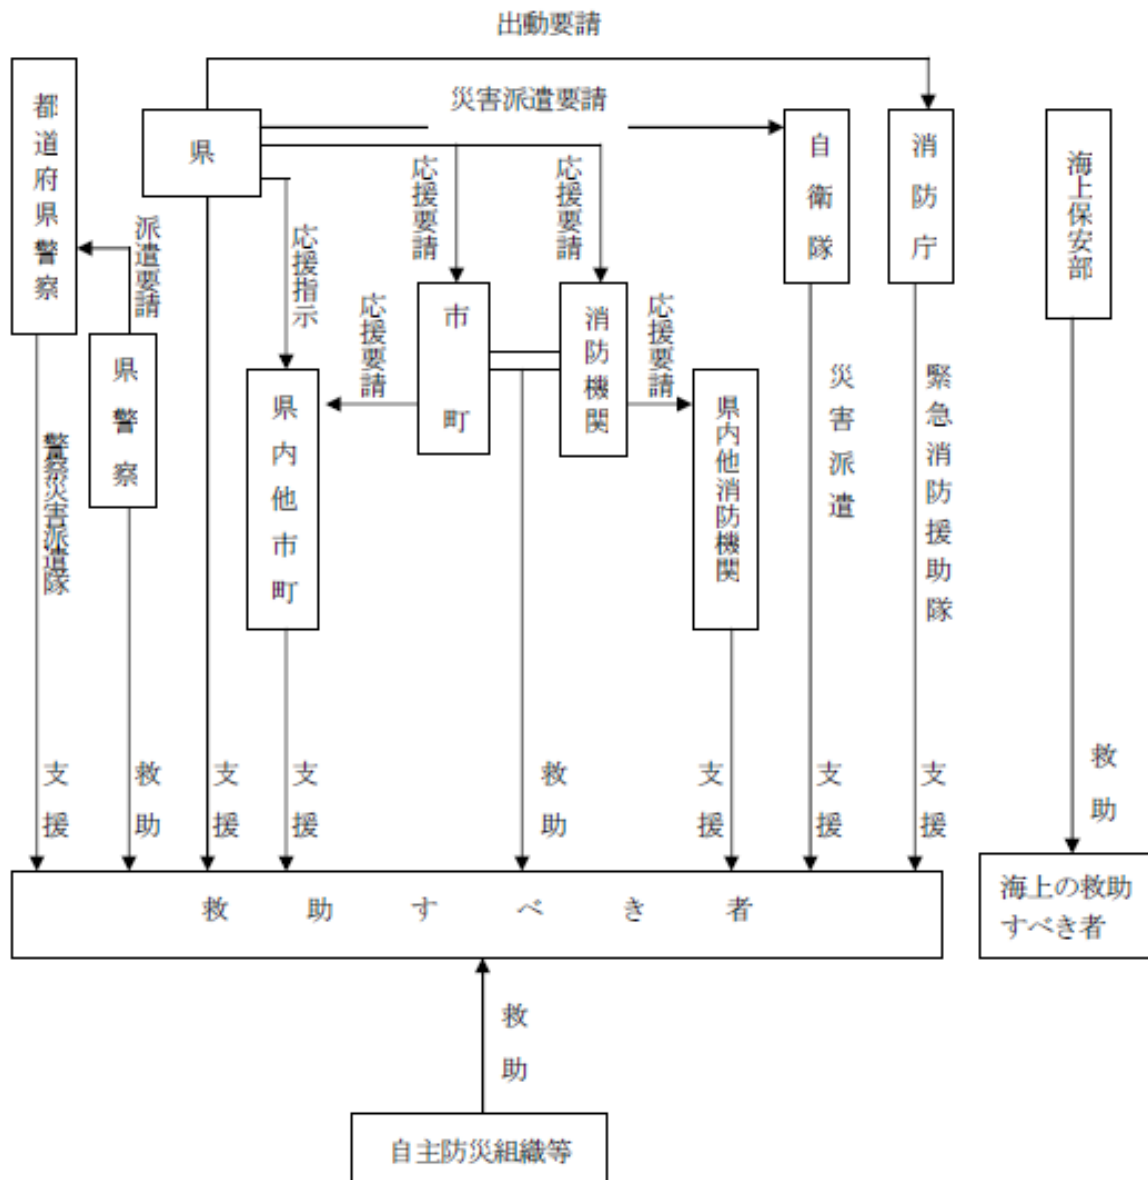 出動要請
災害派遣要請
都道府県警察
県
自衛隊
消防庁
海上保安部
派遣要請
応援指示
応援要請
応援要請
県警察
市町
消防機関
応援要請
応援要請
県内他市町
県内他消防機関
警察災害派遣隊
災害派遣
緊急消防援助隊
支援
救助
支援
支援
救助
支援
支援
支援
救助
救助すべき者
海上の救助
すべき者
救助
自主防災組織等